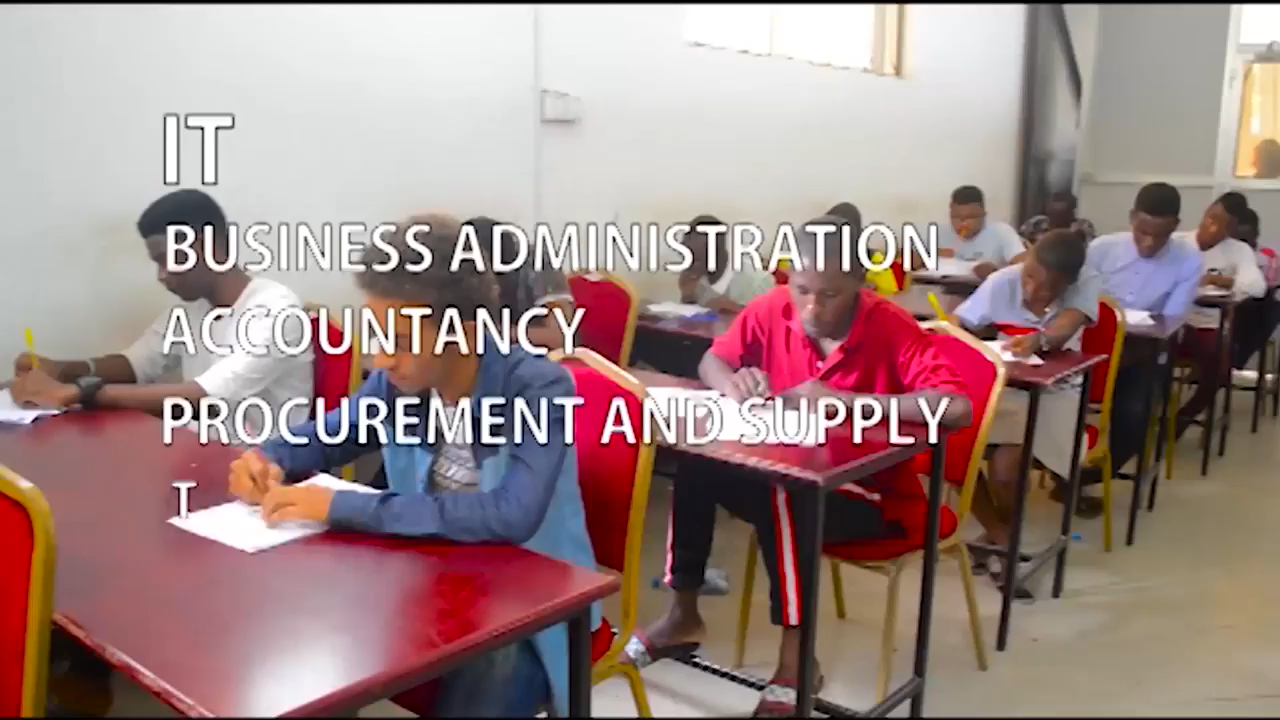 IT
BUSINESS ADMINISTRATION
ACCOUNTANCY
PROCUREMENT AND SUPPLY
T